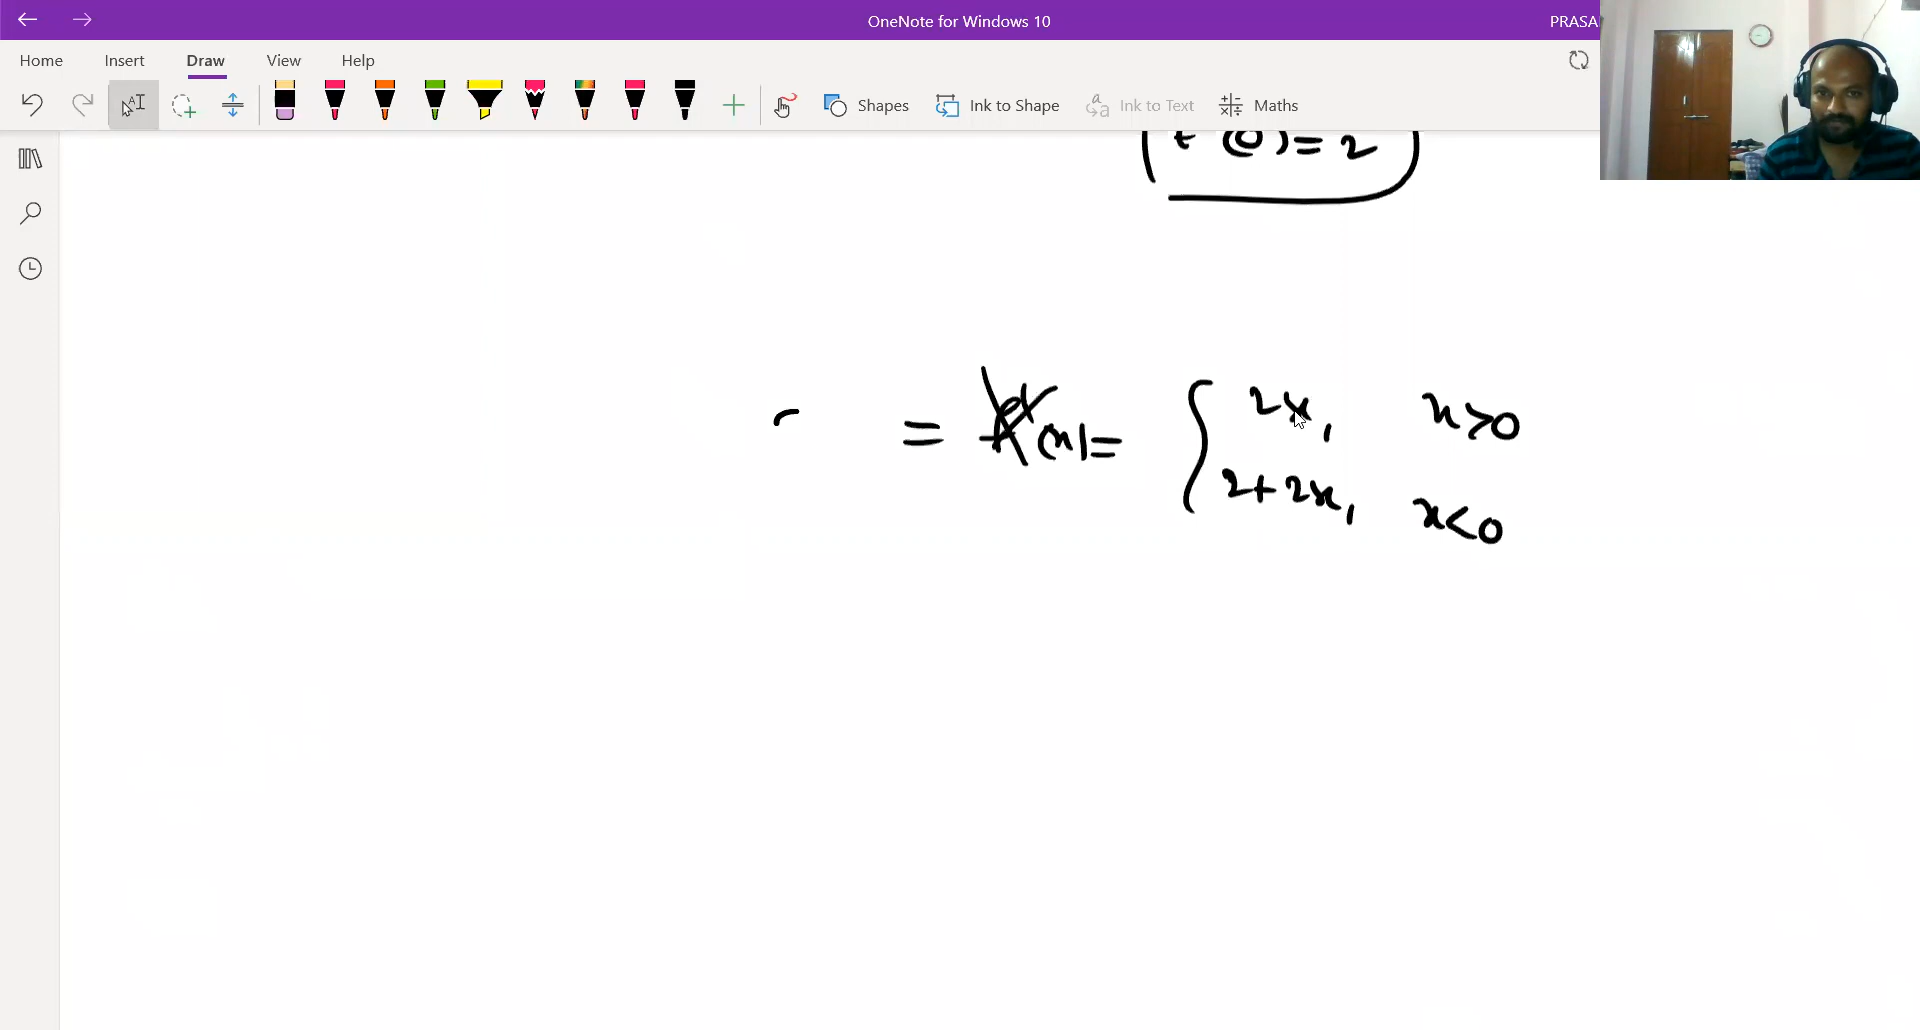 OneNote for Windows 10
Home Insert Draw View Help
Shapes Ink to Shape Ink to Text Maths
(0) = 2
= (x) =
2x, x>0
2+2x, x<0